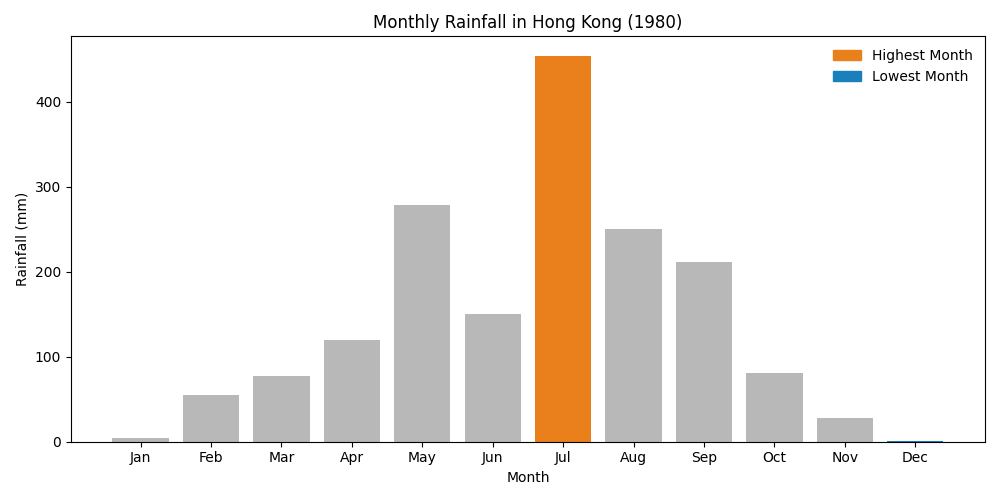 Monthly Rainfall in Hong Kong (1980)
Highest Month
Lowest Month
Rainfall (mm)
400
300
200
100
0
Jan Feb Mar Apr May Jun Jul Aug Sep Oct Nov Dec
Month